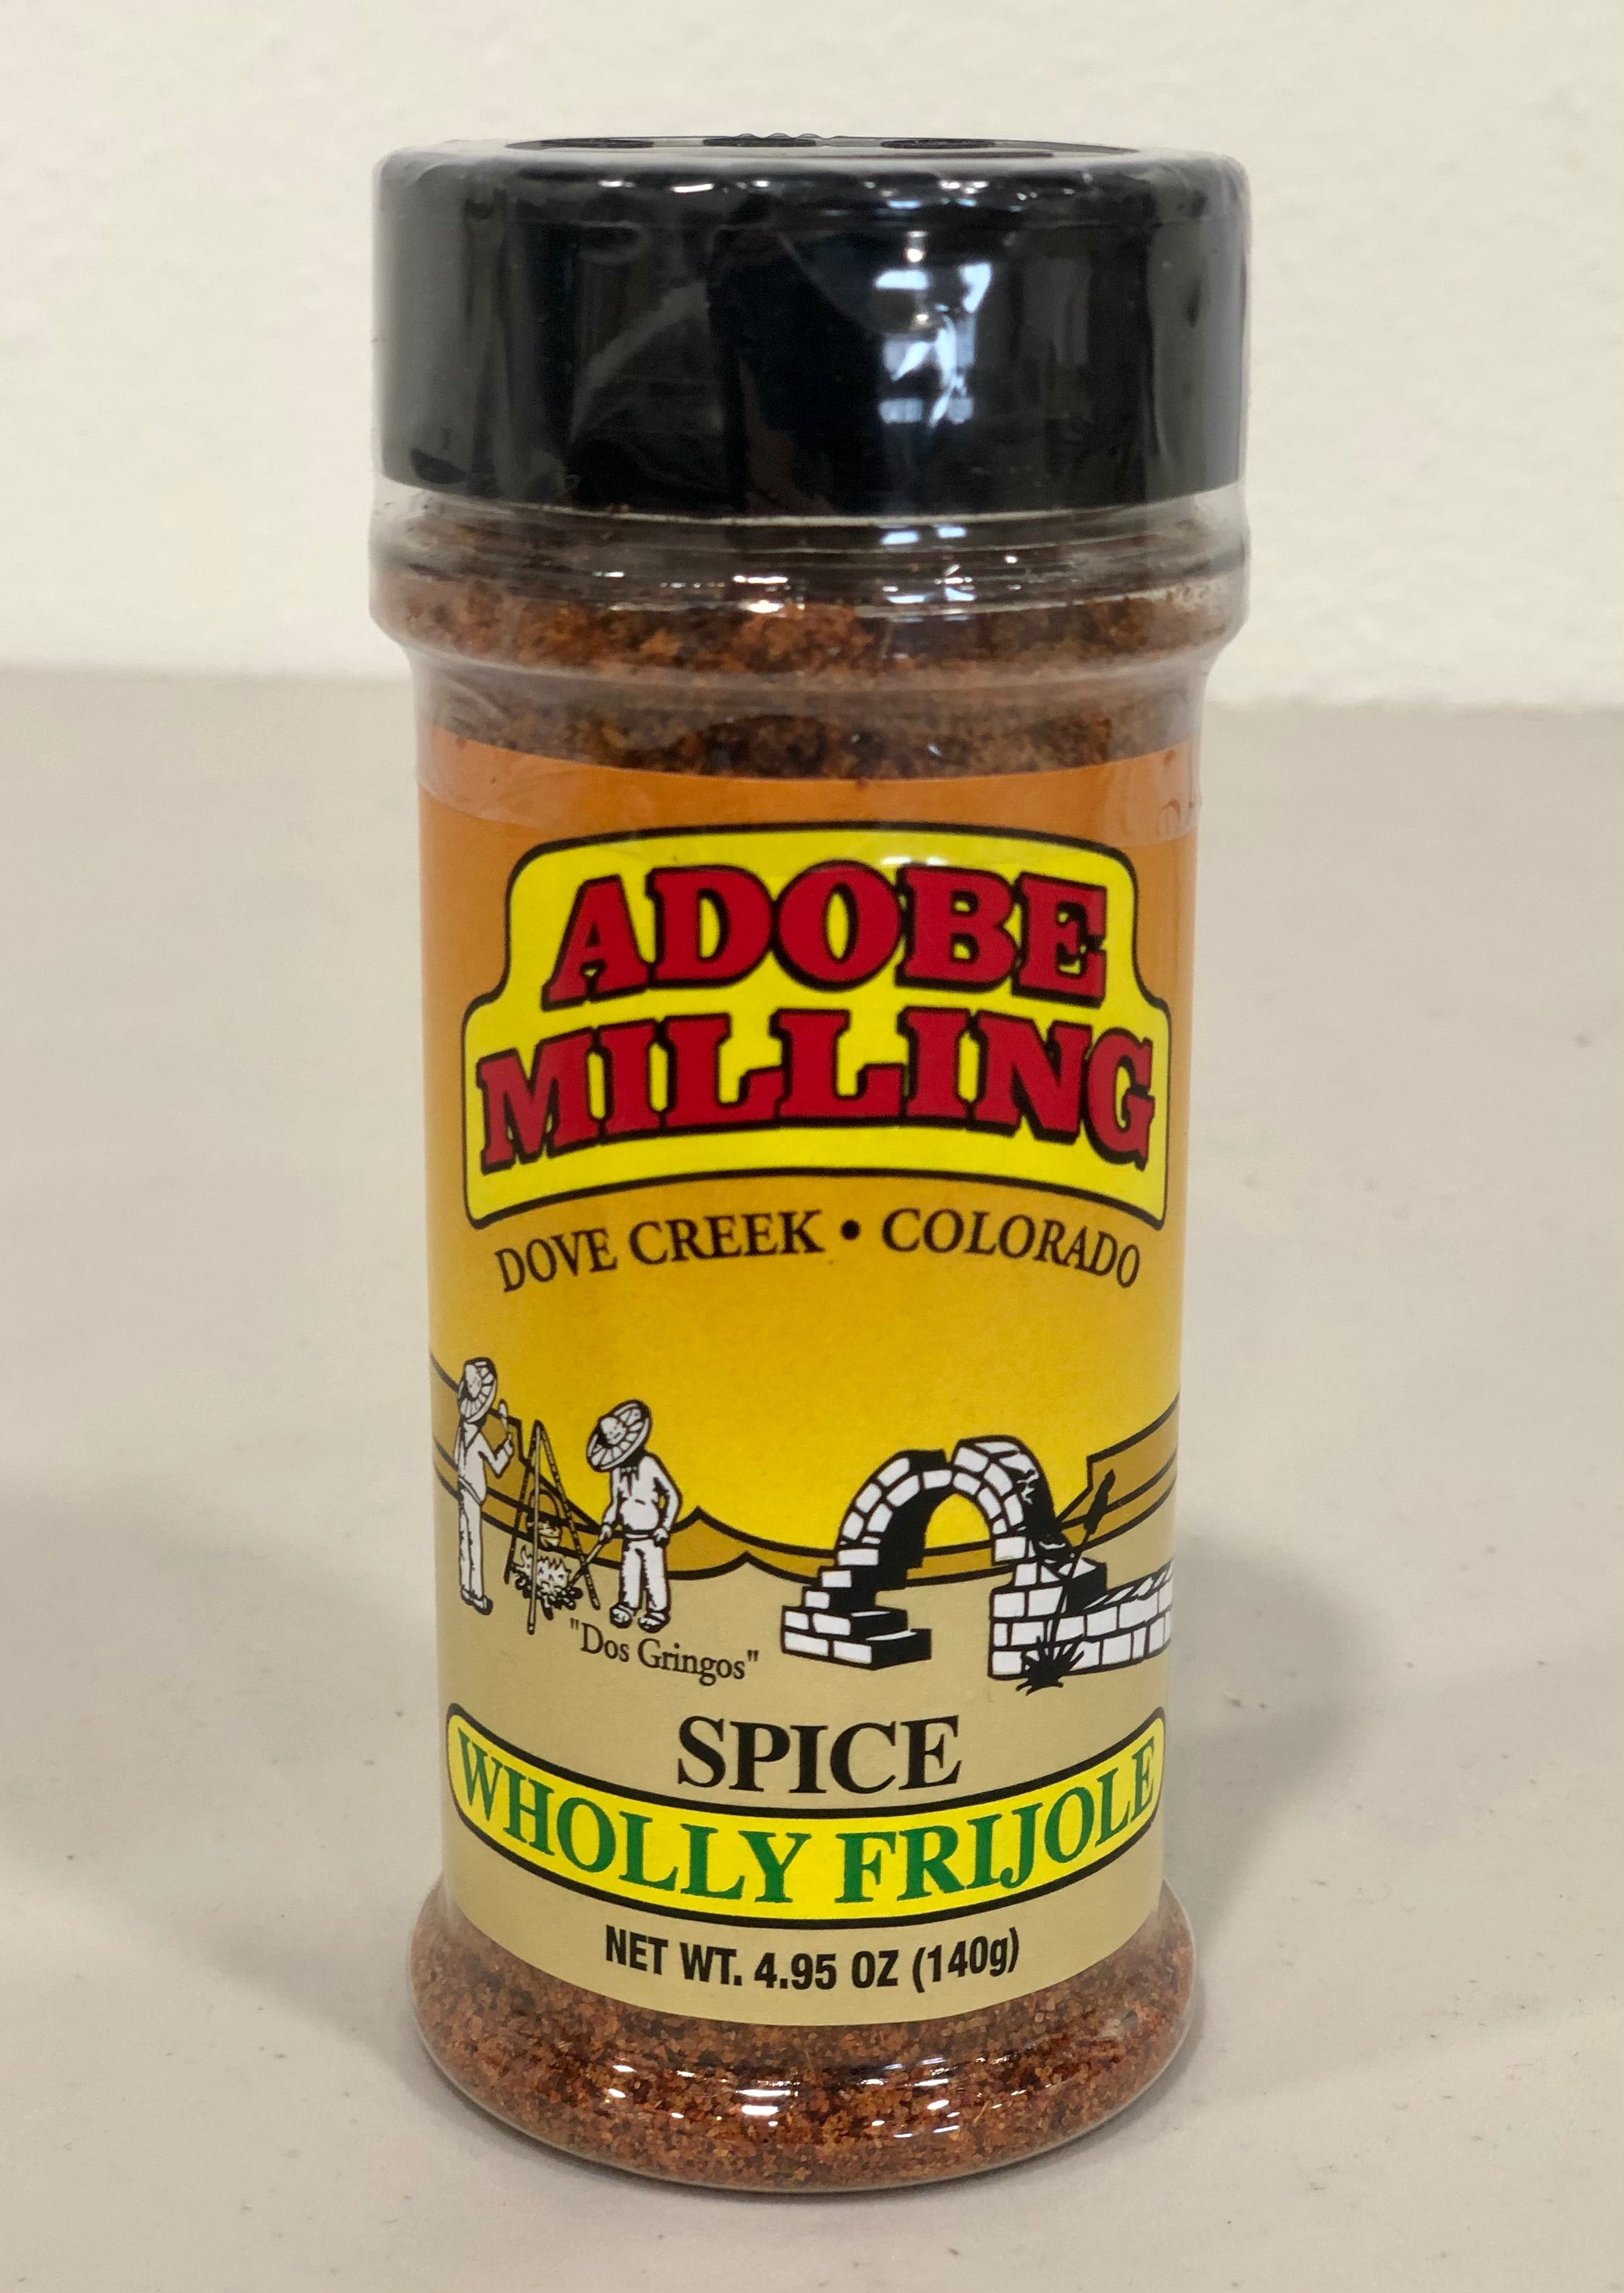 ADOBE
MILLING
DOVE CREEK • COLORADO
"Dos Gringos"
SPICE
WHOLLY FRIJOLE
NET WT. 4.95 OZ (140g)